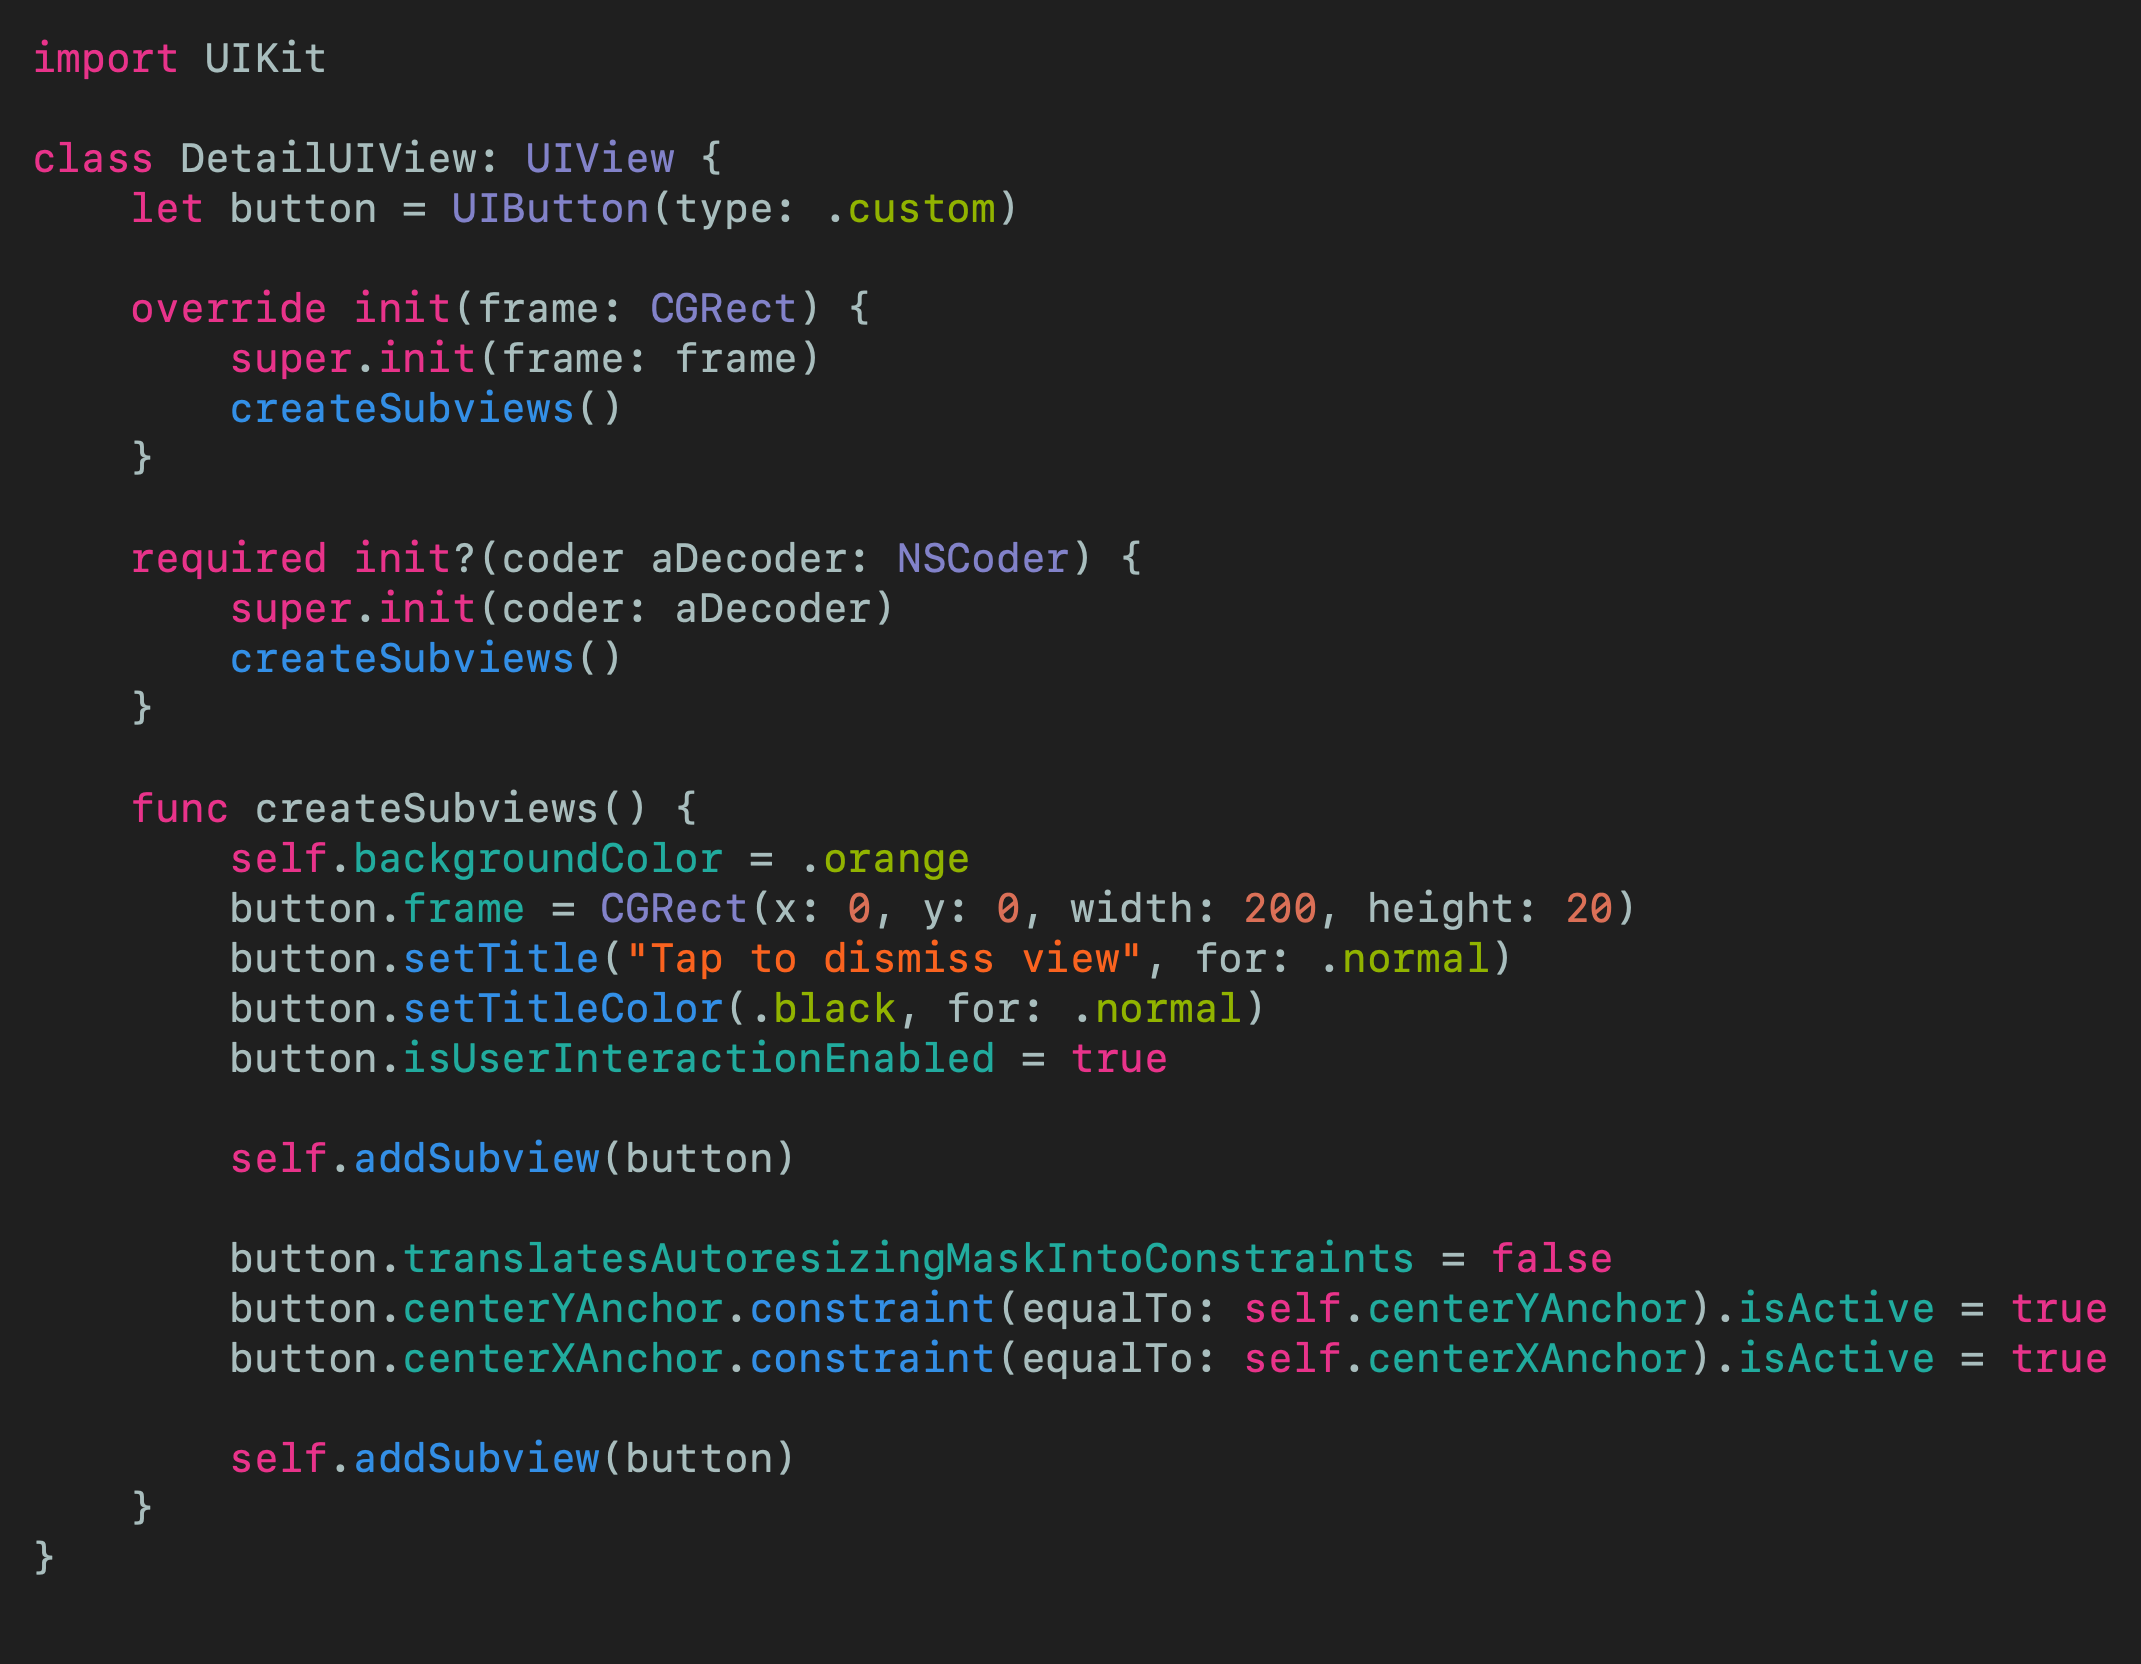 import UIKit
class DetailUIView: UIView {
    let button = UIButton(type: .custom)
    override init(frame: CGRect) {
        super.init(frame: frame)
        createSubviews()
    }
    required init?(coder aDecoder: NSCoder) {
        super.init(coder: aDecoder)
        createSubviews()
    }
    func createSubviews() {
        self.backgroundColor = .orange
        button.frame = CGRect(x: 0, y: 0, width: 200, height: 20)
        button.setTitle("Tap to dismiss view", for: .normal)
        button.setTitleColor(.black, for: .normal)
        button.isUserInteractionEnabled = true
        self.addSubview(button)
        button.translatesAutoresizingMaskIntoConstraints = false
        button.centerYAnchor.constraint(equalTo: self.centerYAnchor).isActive = true
        button.centerXAnchor.constraint(equalTo: self.centerXAnchor).isActive = true
        self.addSubview(button)
    }
}